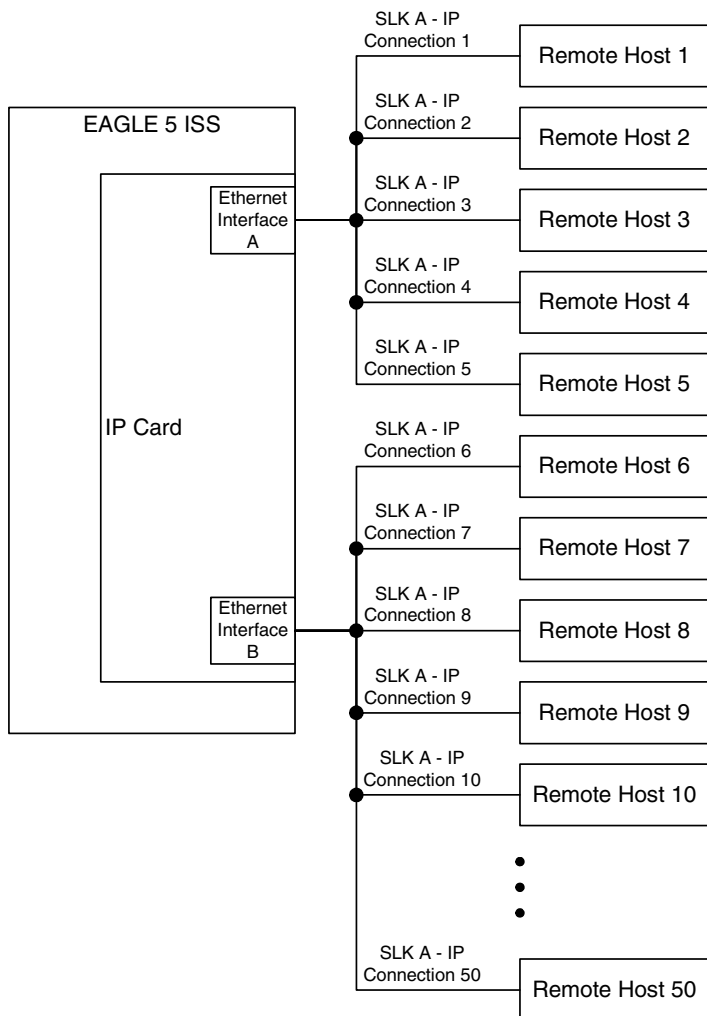 EAGLE 5 ISS
Ethernet
Interface
A
IP Card
Ethernet
Interface
B
SLK A - IP
Connection 1
Remote Host 1
SLK A - IP
Connection 2
Remote Host 2
SLK A - IP
Connection 3
Remote Host 3
SLK A - IP
Connection 4
Remote Host 4
SLK A - IP
Connection 5
Remote Host 5
SLK A - IP
Connection 6
Remote Host 6
SLK A - IP
Connection 7
Remote Host 7
SLK A - IP
Connection 8
Remote Host 8
SLK A - IP
Connection 9
Remote Host 9
SLK A - IP
Connection 10
Remote Host 10
SLK A - IP
Connection 50
Remote Host 50